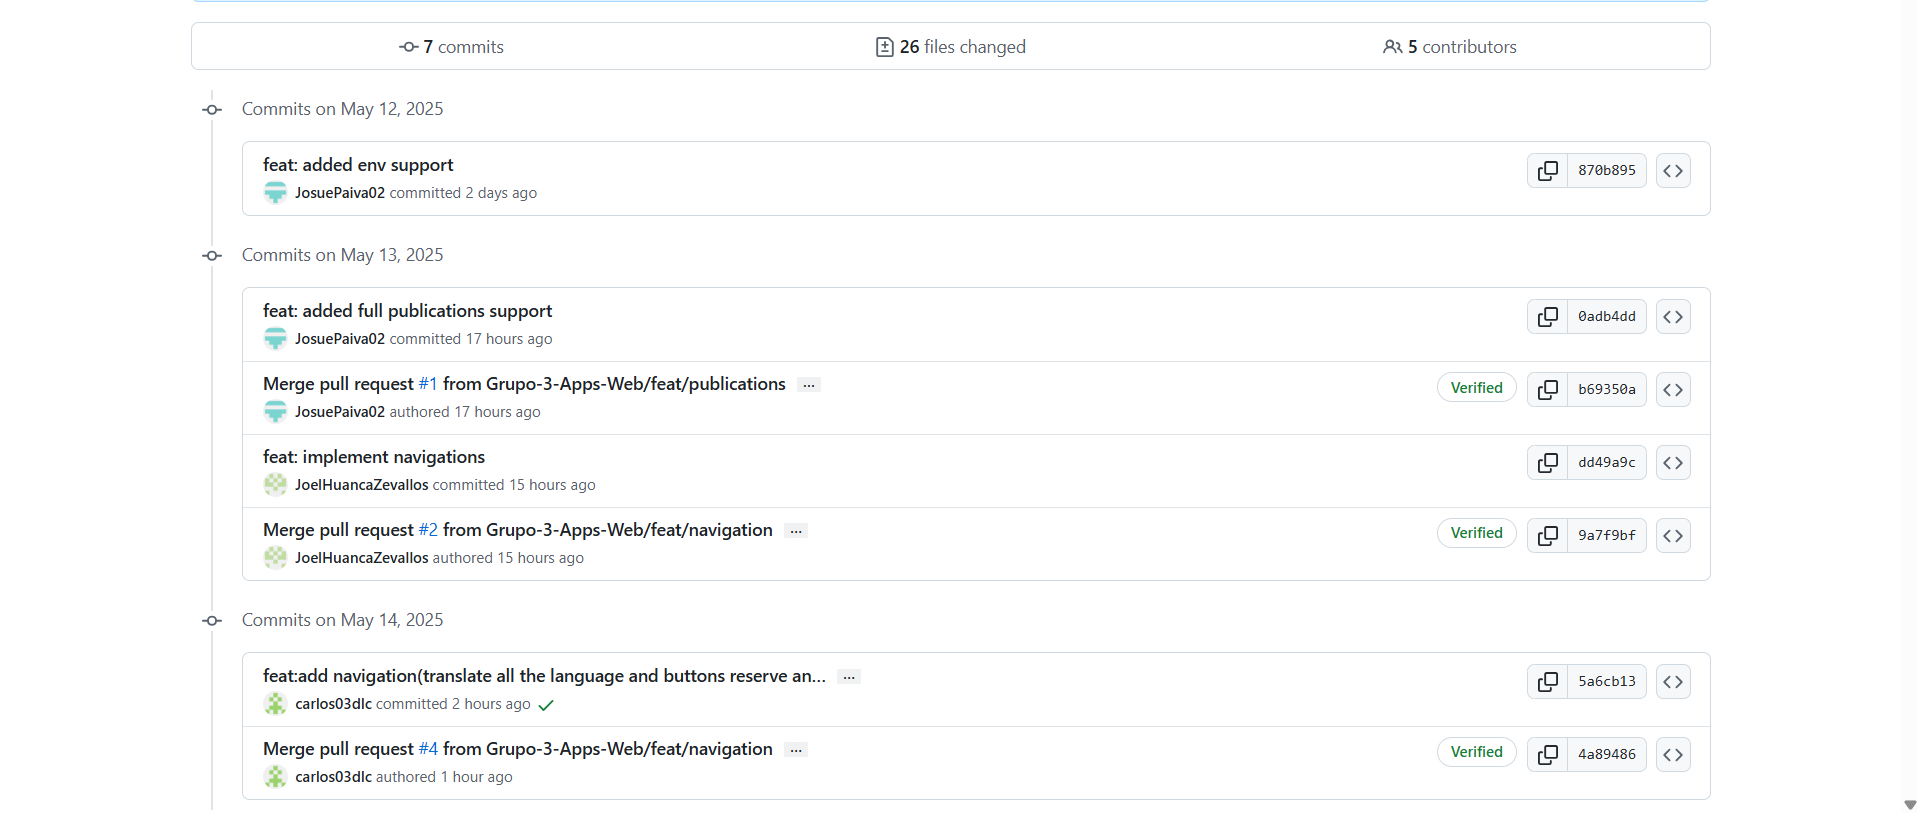 7 commits
26 files changed
5 contributors
Commits on May 12, 2025
feat: added env support
870b895
JosuePaiva02 committed 2 days ago
Commits on May 13, 2025
feat: added full publications support
0adb4dd
JosuePaiva02 committed 17 hours ago
Merge pull request #1 from Grupo-3-Apps-Web/feat/publications ...
Verified
b69350a
JosuePaiva02 authored 17 hours ago
feat: implement navigations
dd49a9c
JoelHuancaZevallos committed 15 hours ago
Merge pull request #2 from Grupo-3-Apps-Web/feat/navigation ...
Verified
9a7f9bf
JoelHuancaZevallos authored 15 hours ago
Commits on May 14, 2025
feat:add navigation(translate all the language and buttons reserve an... ...
5a6cb13
carlos03dlc committed 2 hours ago
Merge pull request #4 from Grupo-3-Apps-Web/feat/navigation ...
Verified
4a89486
carlos03dlc authored 1 hour ago